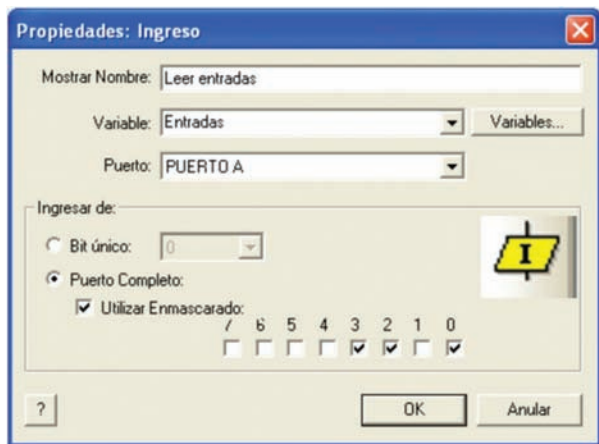 Propiedades: Ingreso
Mostrar Nombre: Leer entradas
Variable: Entradas Variables...
Puerto: PUERTO A
Ingresar de:
Bit único: 0
I
Puerto Completo:
Utilizar Enmascarado:
7 6 5 4 3 2 1 0
? OK Anular